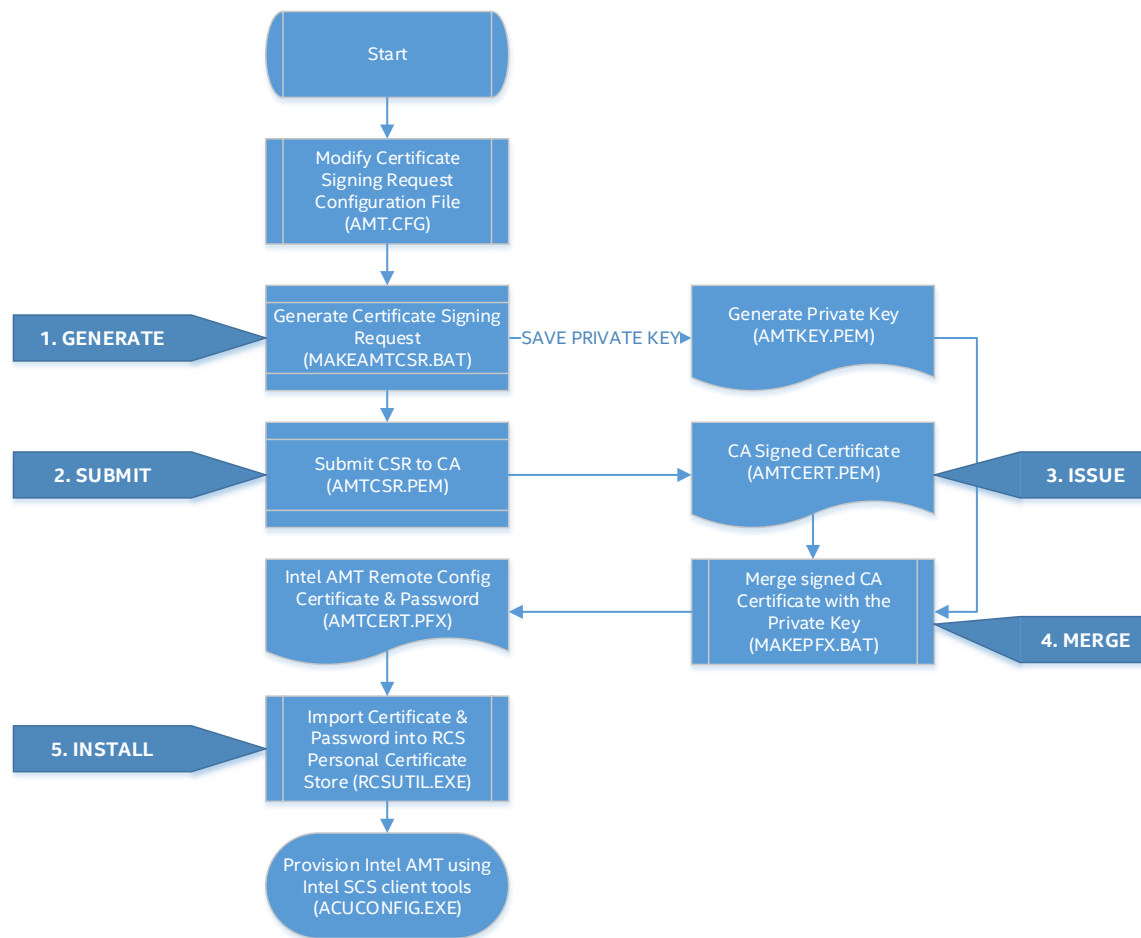 Start
Modify Certificate
Signing Request
Configuration File
(AMT.CFG)
1. GENERATE
Generate Certificate Signing
Request
(MAKEAMTCSR.BAT)
SAVE PRIVATE KEY
Generate Private Key
(AMTKEY.PEM)
2. SUBMIT
Submit CSR to CA
(AMTCSR.PEM)
CA Signed Certificate
(AMTCERT.PEM)
3. ISSUE
Intel AMT Remote Config
Certificate & Password
(AMTCERT.PFX)
Merge signed CA
Certificate with the
Private Key
(MAKEPFX.BAT)
4. MERGE
5. INSTALL
Import Certificate &
Password into RCS
Personal Certificate
Store (RCSUTIL.EXE)
Provision Intel AMT using
Intel SCS client tools
(ACUCONFIG.EXE)